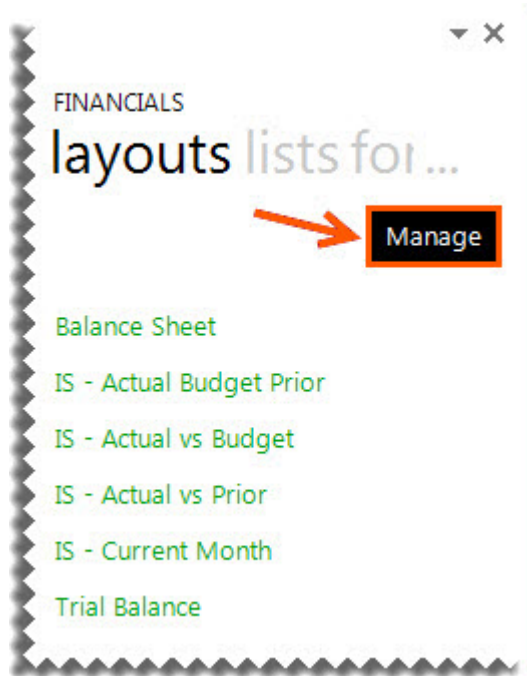 FINANCIALS
layouts lists for...
Manage
Balance Sheet
IS - Actual Budget Prior
IS - Actual vs Budget
IS - Actual vs Prior
IS - Current Month
Trial Balance